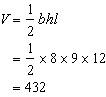 V = 1/2 bhl
= 1/2 × 8 × 9 × 12
= 432